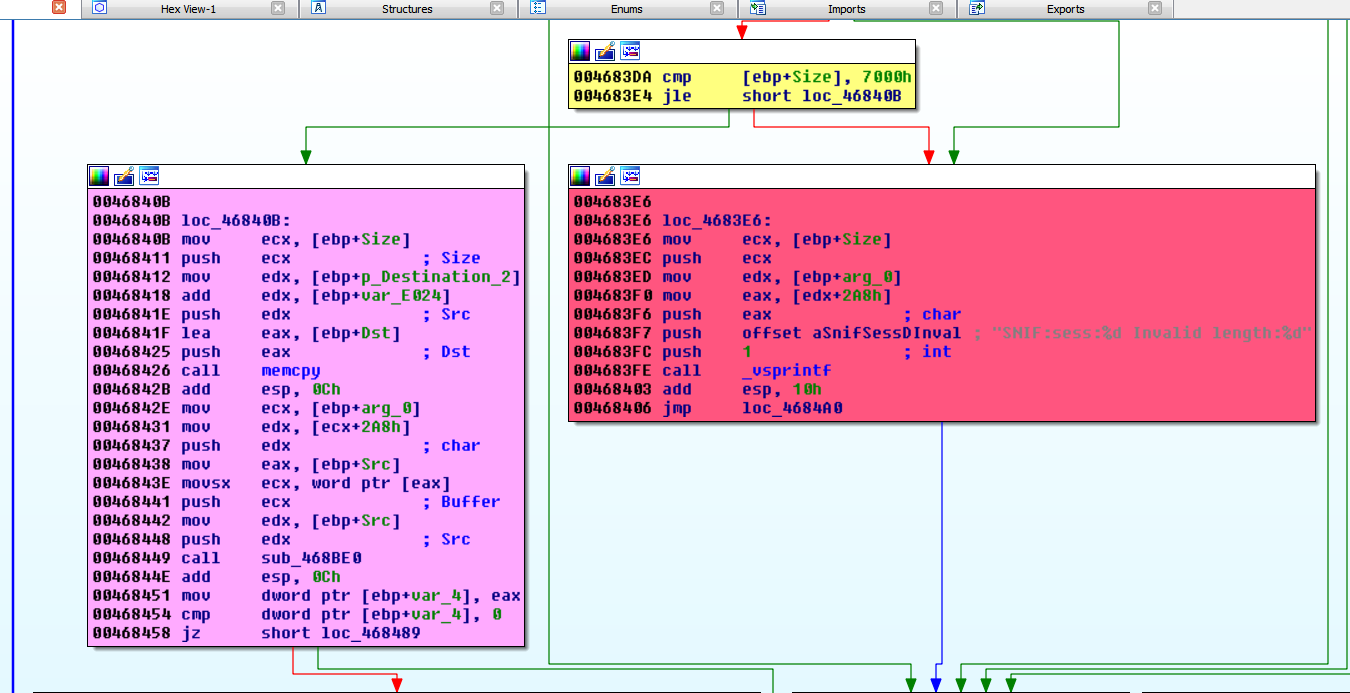 Hex View-1 Structures Enums Imports Exports
004683DA cmp [ebp+Size], 7000h
004683E4 jle short loc_46840B
0046840B
0046840B loc_46840B:
0046840B mov ecx, [ebp+Size]
00468411 push ecx ; Size
00468412 mov edx, [ebp+p_Destination_2]
00468418 add edx, [ebp+var_E024]
0046841E push edx ; Src
0046841F lea eax, [ebp+Dst]
00468425 push eax ; Dst
00468426 call memcpy
0046842B add esp, 0Ch
0046842E mov ecx, [ebp+arg_0]
00468431 mov edx, [ecx+2A8h]
00468437 push edx ; char
00468438 mov eax, [ebp+Src]
0046843E movsx ecx, word ptr [eax]
00468441 push ecx ; Buffer
00468442 mov edx, [ebp+Src]
00468448 push edx ; Src
00468449 call sub_468BE0
0046844E add esp, 0Ch
00468451 mov dword ptr [ebp+var_4], eax
00468454 cmp dword ptr [ebp+var_4], 0
00468458 jz short loc_468489
004683E6
004683E6 loc_4683E6:
004683E6 mov ecx, [ebp+Size]
004683EC push ecx
004683ED mov edx, [ebp+arg_0]
004683F0 mov eax, [edx+2A8h]
004683F6 push eax ; char
004683F7 push offset aSnifSessDInval ; "SNIF:sess:%d Invalid length:%d"
004683FC push 1 ; int
004683FE call _vsprintf
00468403 add esp, 10h
00468406 jmp loc_4684A0